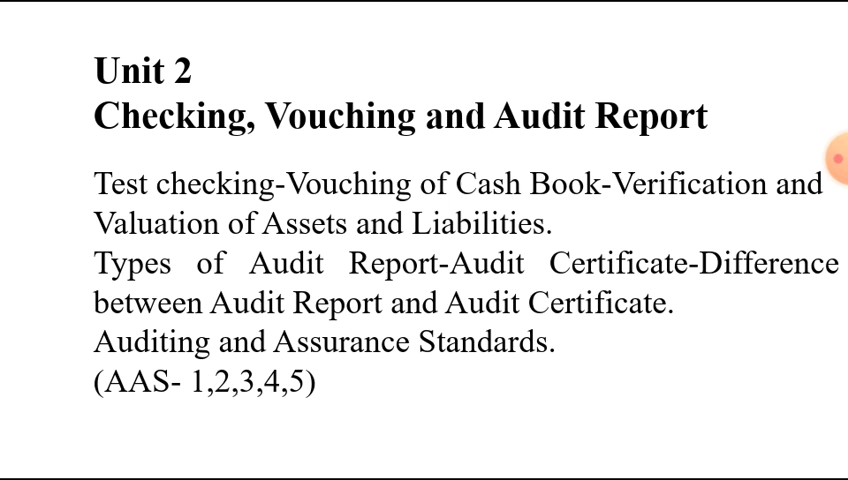 Unit 2
Checking, Vouching and Audit Report
Test checking-Vouching of Cash Book-Verification and
Valuation of Assets and Liabilities.
Types of Audit Report-Audit Certificate-Difference
between Audit Report and Audit Certificate.
Auditing and Assurance Standards.
(AAS- 1,2,3,4,5)